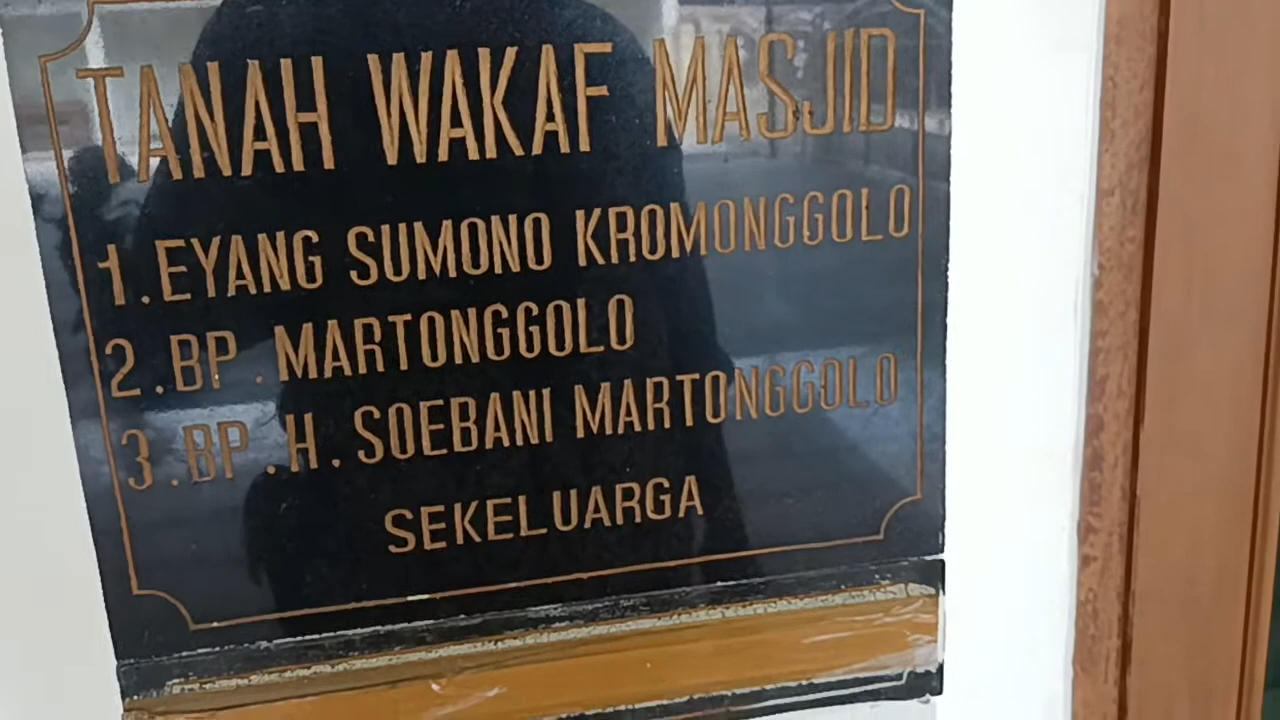 TANAH WAKAF MASJID
1. EYANG SUMONO KROMONGGOLO
2. BP. MARTONGGOLO
3. BP. H. SOEBANI MARTONGGOLO
SEKELUARGA